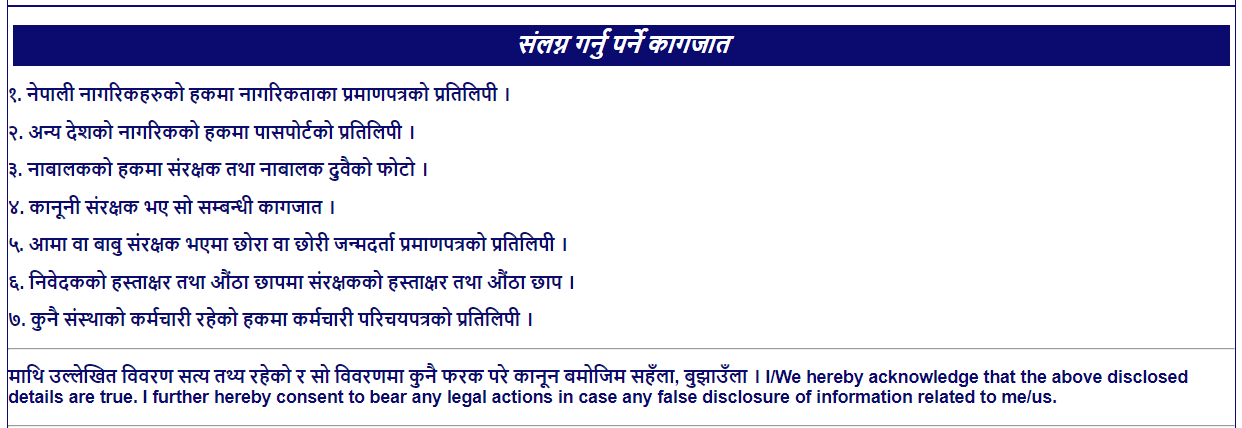 संलग्न गर्नु पर्ने कागजात
१. नेपाली नागरिकहरुको हकमा नागरिकताका प्रमाणपत्रको प्रतिलिपी ।
२. अन्य देशको नागरिकको हकमा पासपोर्टको प्रतिलिपी ।
३. नाबालकको हकमा संरक्षक तथा नाबालक दुवैको फोटो ।
४. कानूनी संरक्षक भए सो सम्बन्धी कागजात ।
५. आमा वा बाबु संरक्षक भएमा छोरा वा छोरी जन्मदर्ता प्रमाणपत्रको प्रतिलिपी ।
६. निवेदकको हस्ताक्षर तथा औंठा छापमा संरक्षकको हस्ताक्षर तथा औंठा छाप ।
७. कुनै संस्थाको कर्मचारी रहेको हकमा कर्मचारी परिचयपत्रको प्रतिलिपी ।
माथि उल्लेखित विवरण सत्य तथ्य रहेको र सो विवरणमा कुनै फरक परे कानून बमोजिम सहँला, बुझाउँला । I/We hereby acknowledge that the above disclosed
details are true. I further hereby consent to bear any legal actions in case any false disclosure of information related to me/us.